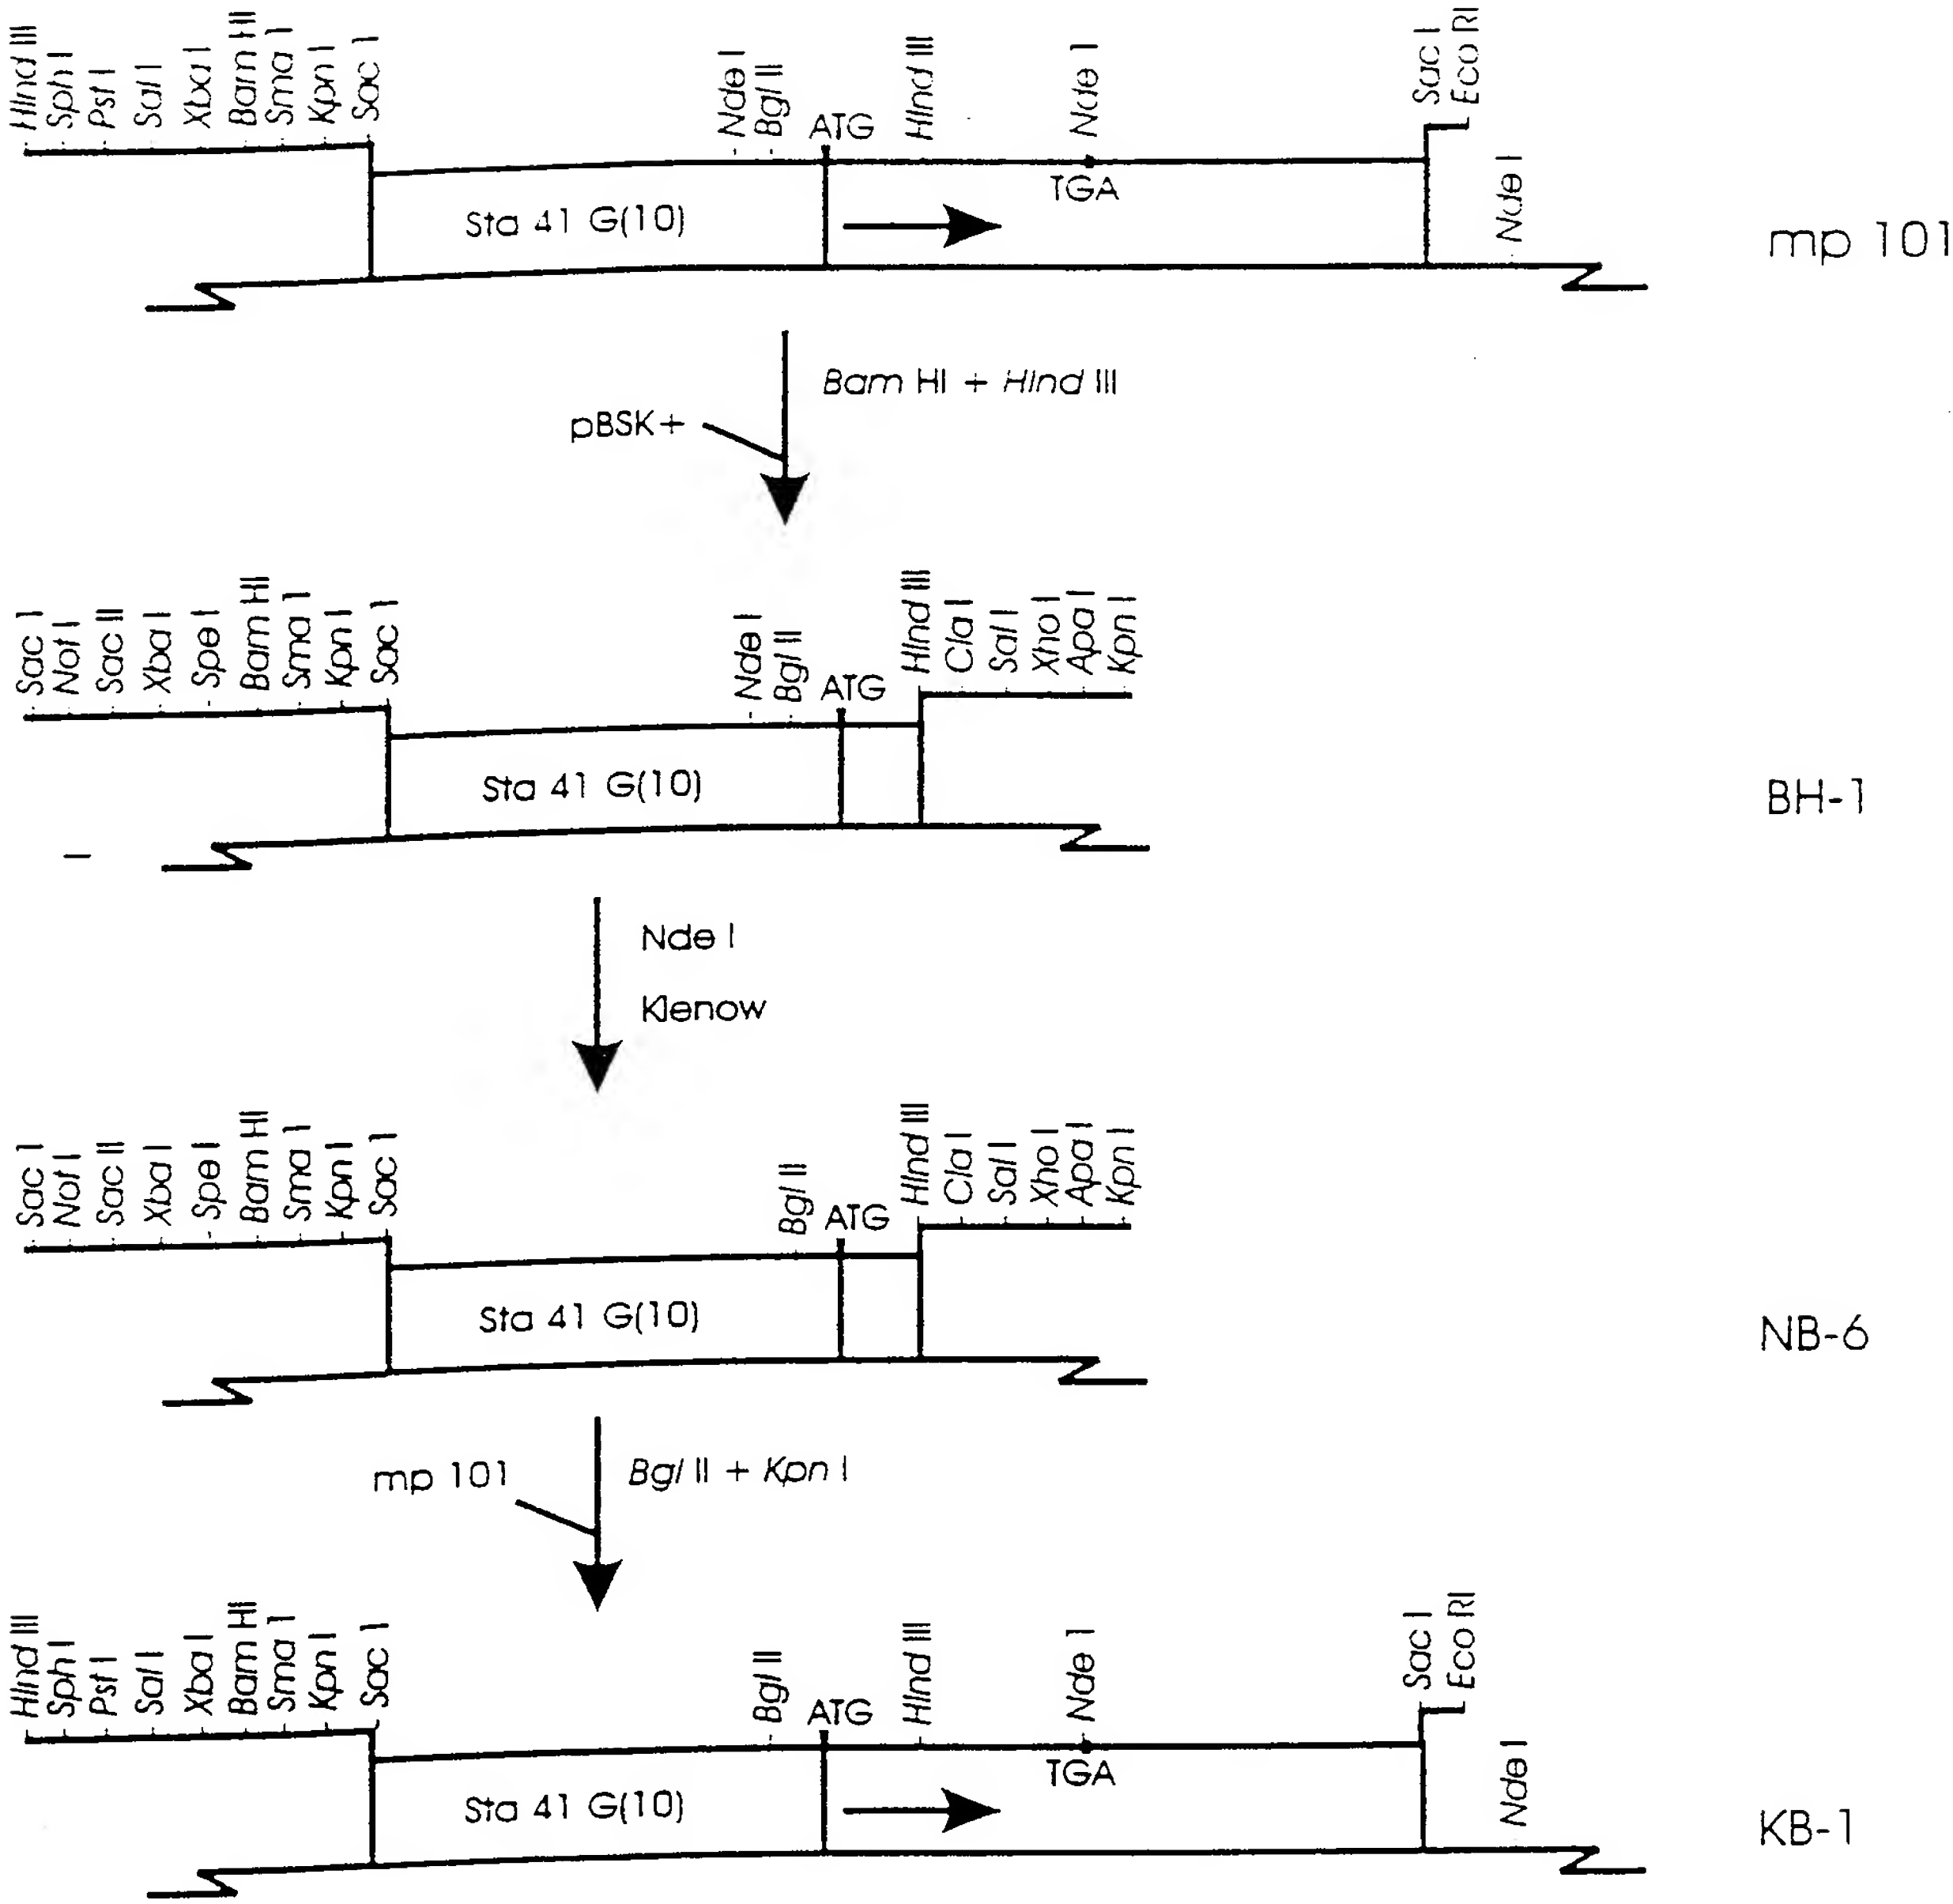 Hind III Sph I Pst I Sal I Xba I Bam HI Sma I Kpn I Sac I Nde I Bgl II ATG Hind III Nde I Sac I Eco RI
TGA
Nde I
Sta 41 G(10)
mp 101
Bam HI + Hind III
pBSK+
Sac I Not I Sac II Xba I Spe I Bam HI Sma I Kpn I Sac I Nde I Bgl II ATG Hind III Cla I Sal I Xho I Apa I Kpn I
Sta 41 G(10)
BH-1
Nde I
Klenow
Sac I Not I Sac II Xba I Spe I Bam HI Sma I Kpn I Sac I Bgl II ATG Hind III Cla I Sal I Xho I Apa I Kpn I
Sta 41 G(10)
NB-6
mp 101
Bgl II + Kpn I
Hind III Sph I Pst I Sal I Xba I Bam HI Sma I Kpn I Sac I Bgl II ATG Hind III Nde I Sac I Eco RI
TGA
Nde I
Sta 41 G(10)
KB-1